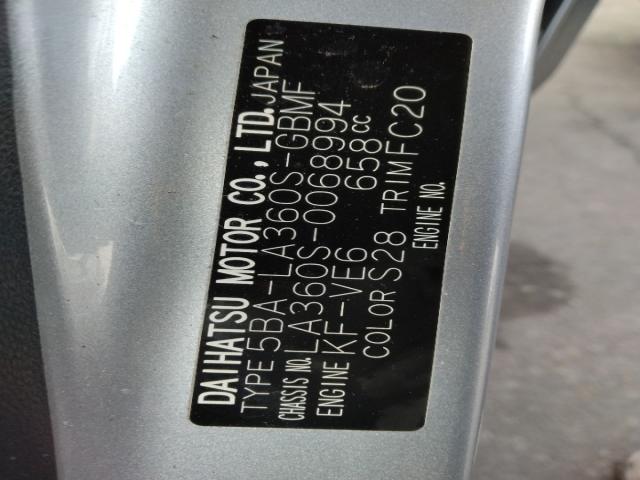 DAIHATSU MOTOR CO., LTD. JAPAN
TYPE 5BA-LA360S-GBMF
CHASSIS NO. LA360S-0068994
ENGINE KF-VE6 658cc
COLOR S28 TRIM FC20
ENGINE NO.